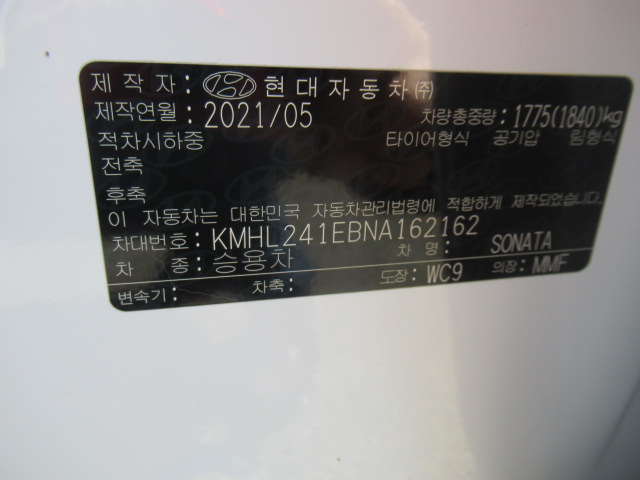 제 작 자 : HYUNDAI 현대자동차㈜
제작연월 : 2021/05 차량총중량 : 1775(1840)kg
적차시하중 타이어형식 공기압 림형식
전축
후축
이 자동차는 대한민국 자동차관리법령에 적합하게 제작되었습니다.
차대번호 : KMHL241EBNA162162
차 종 : 승용차 차 명 : SONATA
변속기 : 차축 : 도장 : WC9 의장 : MMF